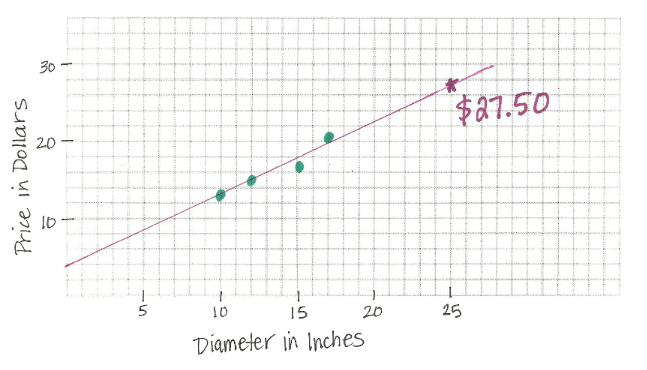 Price in Dollars
30
20
10
$27.50
5 10 15 20 25
Diameter in Inches